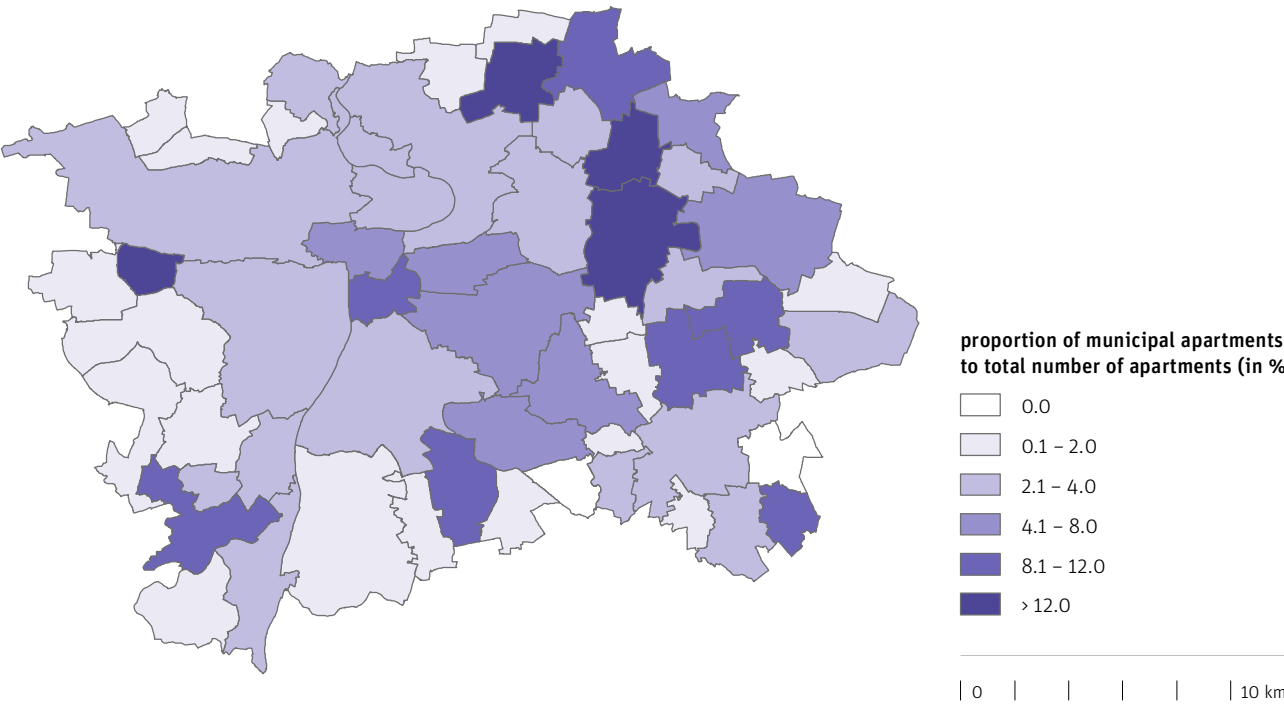 proportion of municipal apartments
to total number of apartments (in %
0.0
0.1 – 2.0
2.1 – 4.0
4.1 – 8.0
8.1 – 12.0
> 12.0
0 10 km